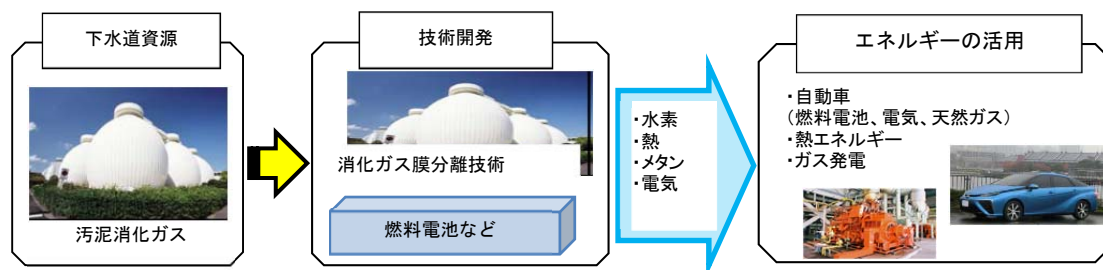 下水道資源
汚泥消化ガス
技術開発
消化ガス膜分離技術
燃料電池など
・水素
・熱
・メタン
・電気
エネルギーの活用
・自動車
（燃料電池、電気、天然ガス）
・熱エネルギー
・ガス発電